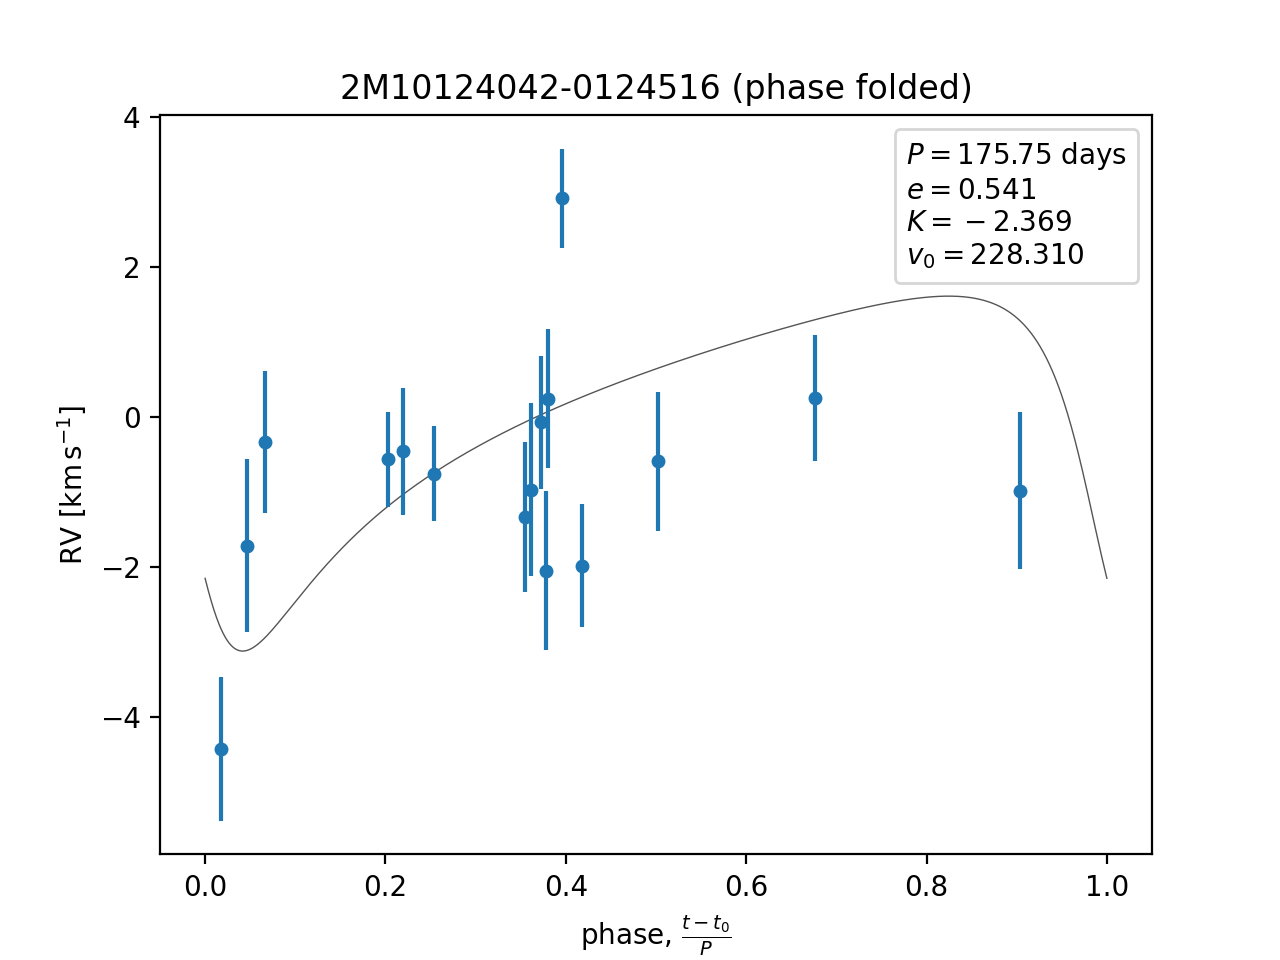 2M10124042-0124516 (phase folded)
P = 175.75 days
e = 0.541
K = −2.369
v₀ = 228.310
4
2
0
−2
−4
RV [km s⁻¹]
0.0 0.2 0.4 0.6 0.8 1.0
phase, (t − t₀)/P